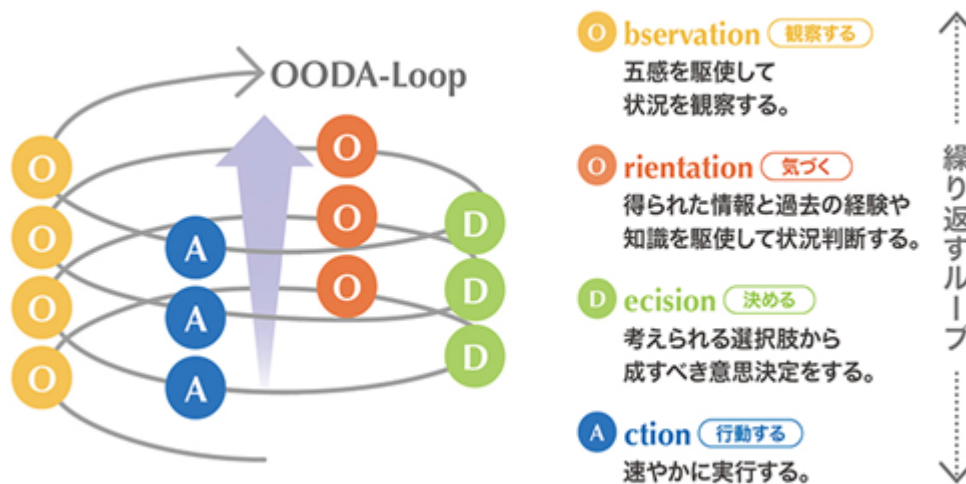 OODA-Loop
O
O
O
O
O
O
O
A
A
A
D
D
D
Observation 観察する
五感を駆使して
状況を観察する。
Orientation 気づく
得られた情報と過去の経験や
知識を駆使して状況判断する。
Decision 決める
考えられる選択肢から
成すべき意思決定をする。
Action 行動する
速やかに実行する。
繰り返すループ